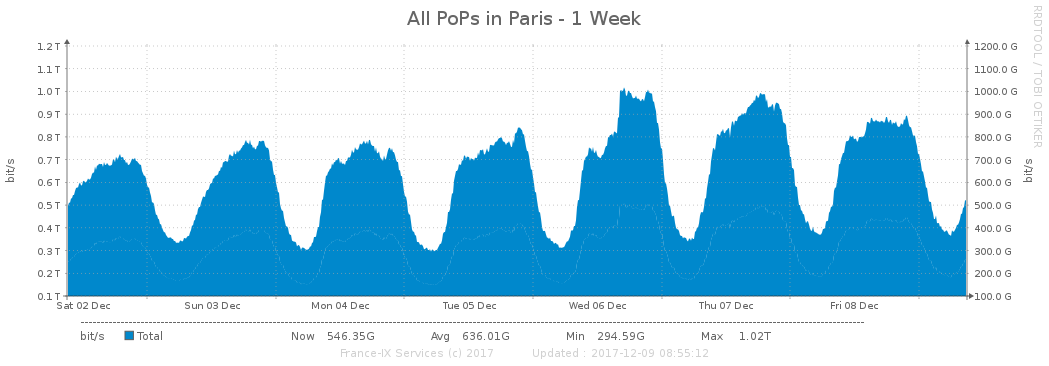 All PoPs in Paris - 1 Week
RRDTOOL / TOBI OETIKER
1.2 T 1200.0 G
1.1 T 1100.0 G
1.0 T 1000.0 G
0.9 T 900.0 G
0.8 T 800.0 G
0.7 T 700.0 G
0.6 T 600.0 G
0.5 T 500.0 G
0.4 T 400.0 G
0.3 T 300.0 G
0.2 T 200.0 G
0.1 T 100.0 G
bit/s
bit/s
Sat 02 Dec Sun 03 Dec Mon 04 Dec Tue 05 Dec Wed 06 Dec Thu 07 Dec Fri 08 Dec
bit/s Total Now 546.35G Avg 636.01G Min 294.59G Max 1.02T
France-IX Services (c) 2017 Updated : 2017-12-09 08:55:12